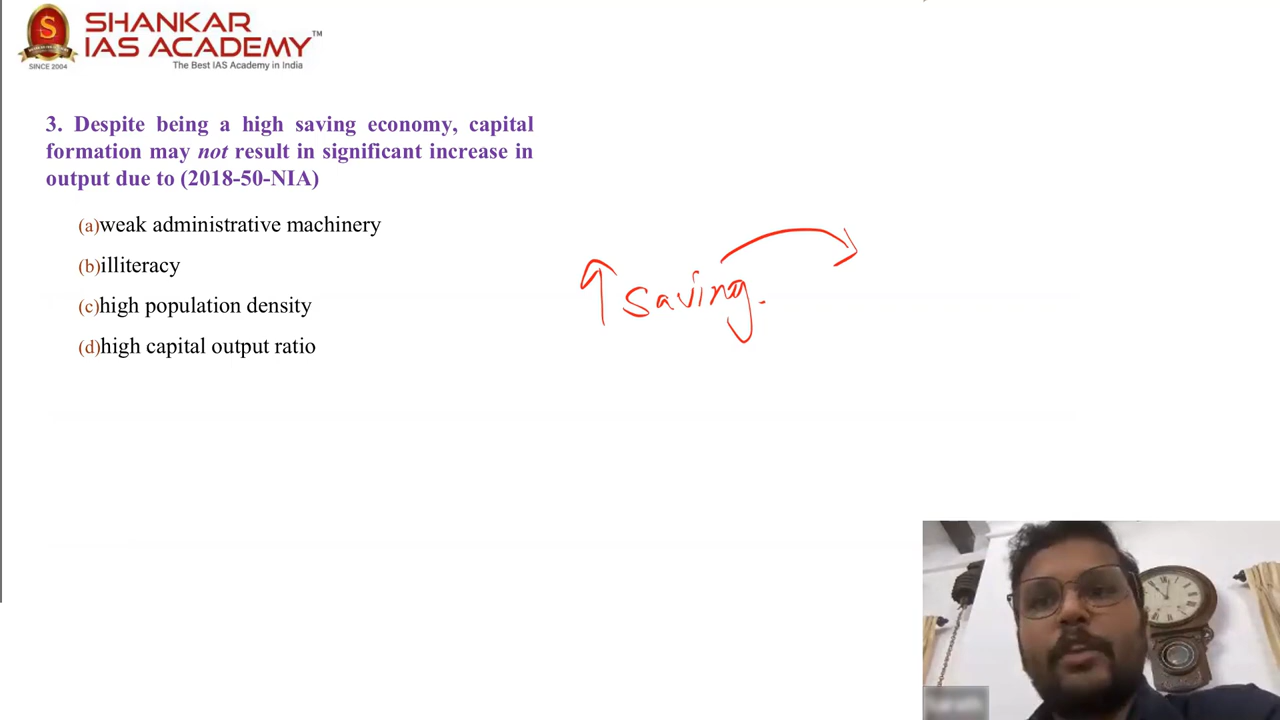 SHANKAR
IAS ACADEMY™
The Best IAS Academy in India
SINCE 2004
3. Despite being a high saving economy, capital
formation may not result in significant increase in
output due to (2018-50-NIA)
(a)weak administrative machinery
(b)illiteracy
(c)high population density
(d)high capital output ratio
↑ Saving.